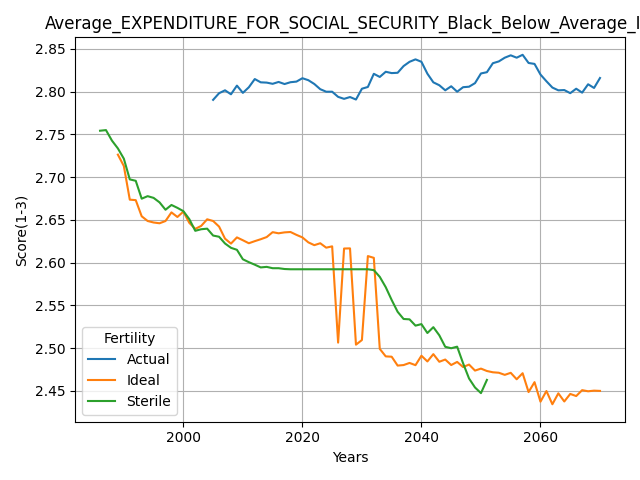 Average_EXPENDITURE_FOR_SOCIAL_SECURITY_Black_Below_Average_
2.85
2.80
2.75
2.70
2.65
2.60
2.55
2.50
2.45
Score(1-3)
Fertility
Actual
Ideal
Sterile
2000
2020
2040
2060
Years